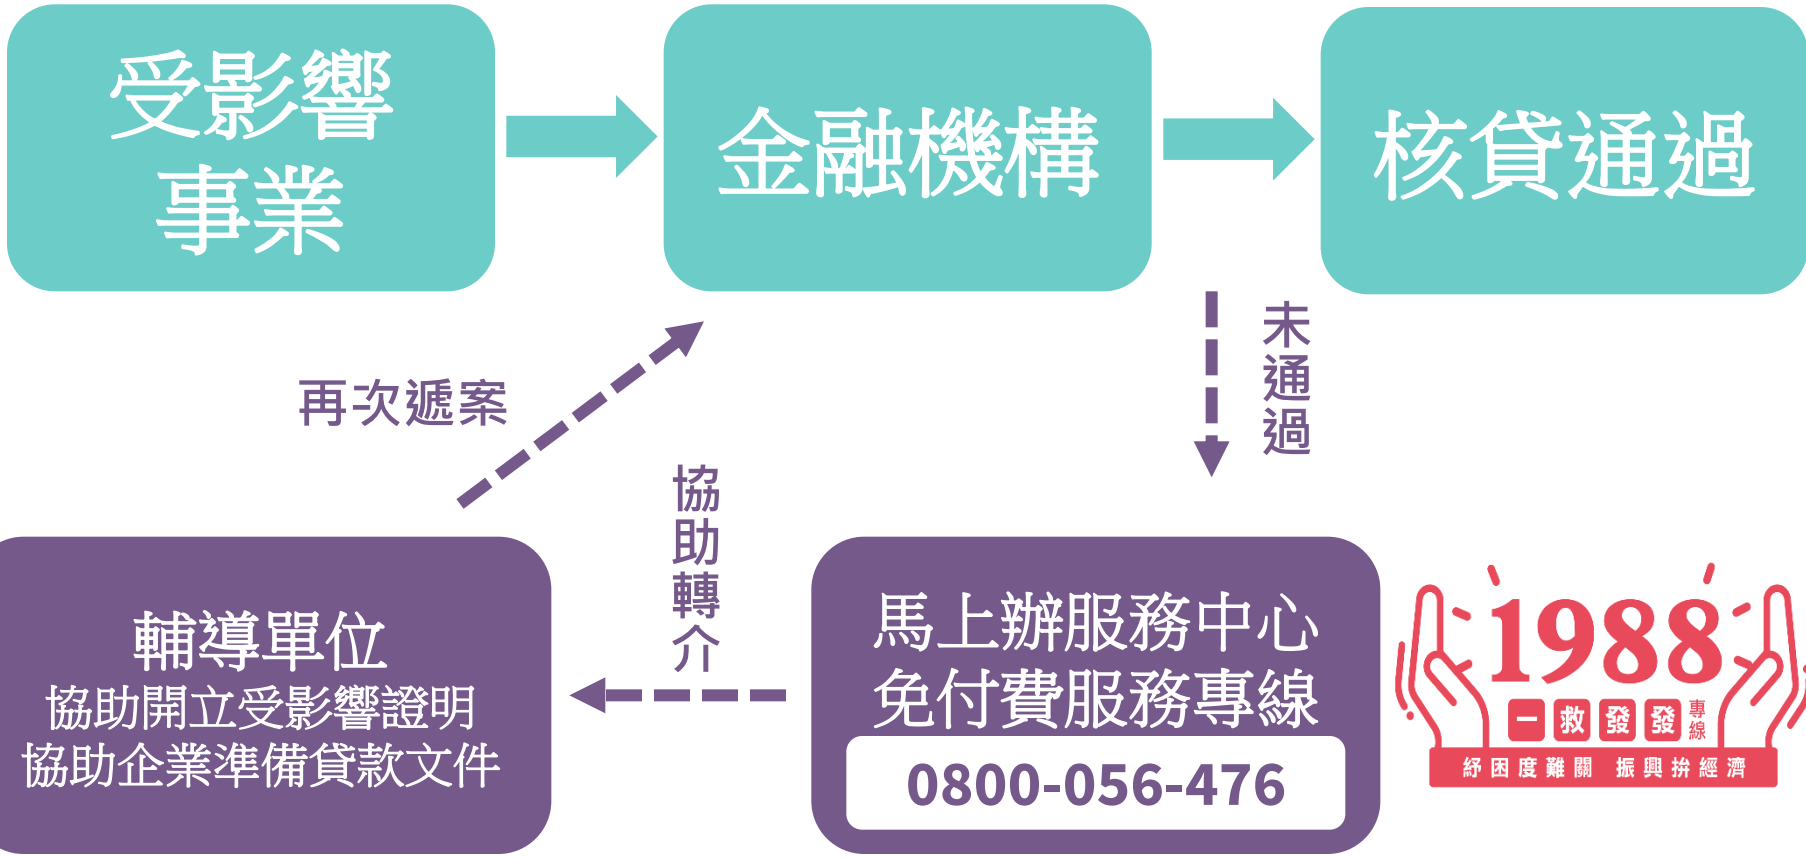 受影響
事業
金融機構
核貸通過
未通過
再次遞案
協助轉介
輔導單位
協助開立受影響證明
協助企業準備貸款文件
馬上辦服務中心
免付費服務專線
0800-056-476
1988
一救發發
專線
紓困度難關 振興拚經濟